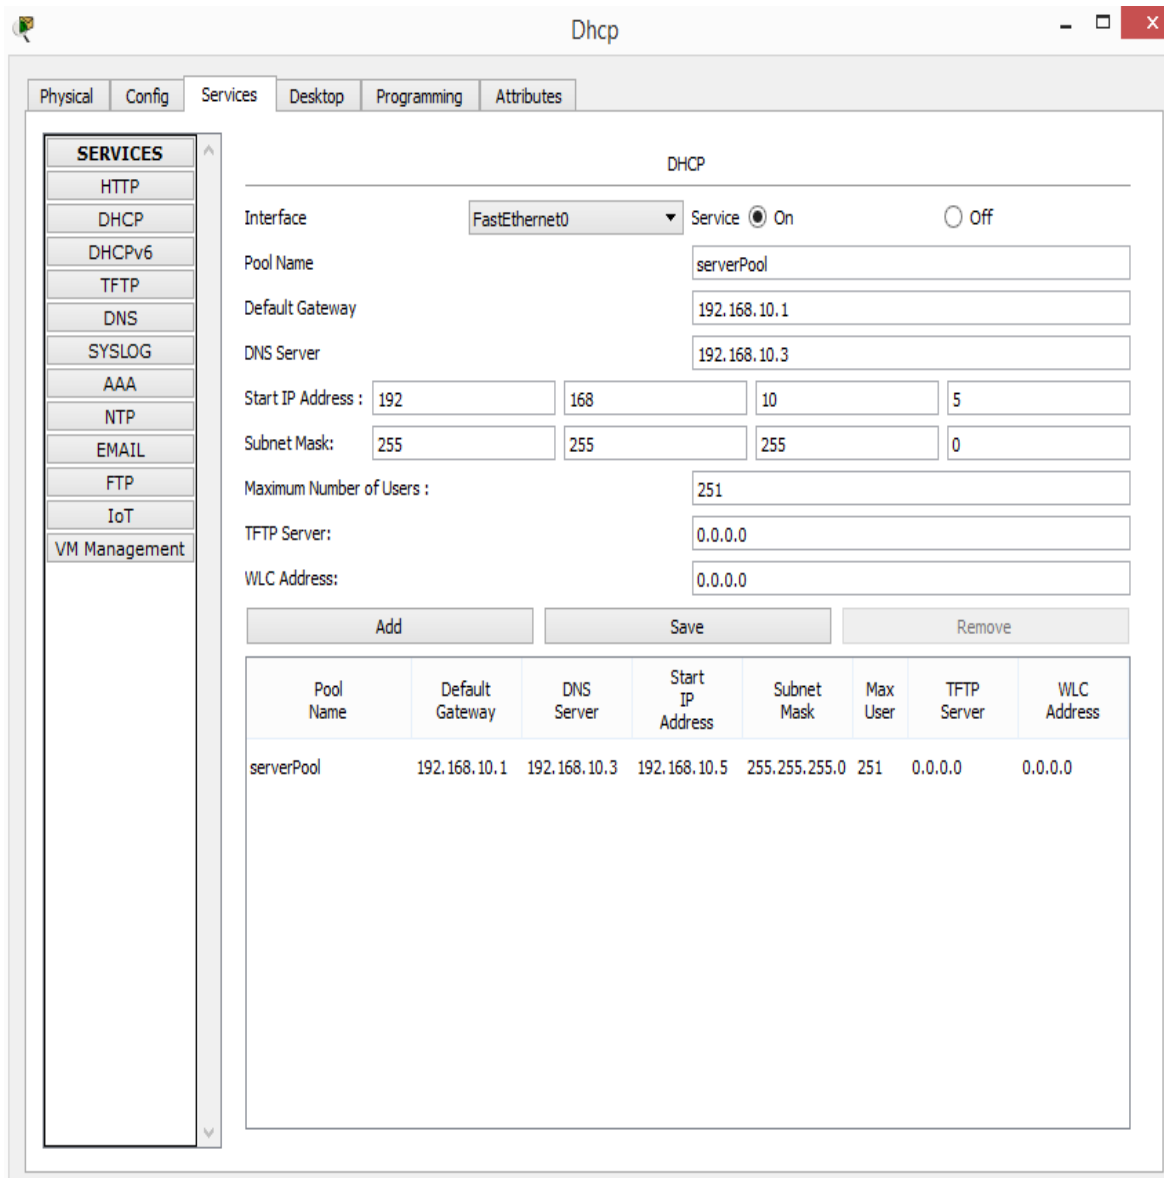 Dhcp
Physical Config Services Desktop Programming Attributes
SERVICES
HTTP
DHCP
DHCPv6
TFTP
DNS
SYSLOG
AAA
NTP
EMAIL
FTP
IoT
VM Management
DHCP
Interface FastEthernet0 Service On Off
Pool Name serverPool
Default Gateway 192.168.10.1
DNS Server 192.168.10.3
Start IP Address : 192 168 10 5
Subnet Mask: 255 255 255 0
Maximum Number of Users : 251
TFTP Server: 0.0.0.0
WLC Address: 0.0.0.0
Add Save Remove
Pool Name Default Gateway DNS Server Start IP Address Subnet Mask Max User TFTP Server WLC Address
serverPool 192.168.10.1 192.168.10.3 192.168.10.5 255.255.255.0 251 0.0.0.0 0.0.0.0